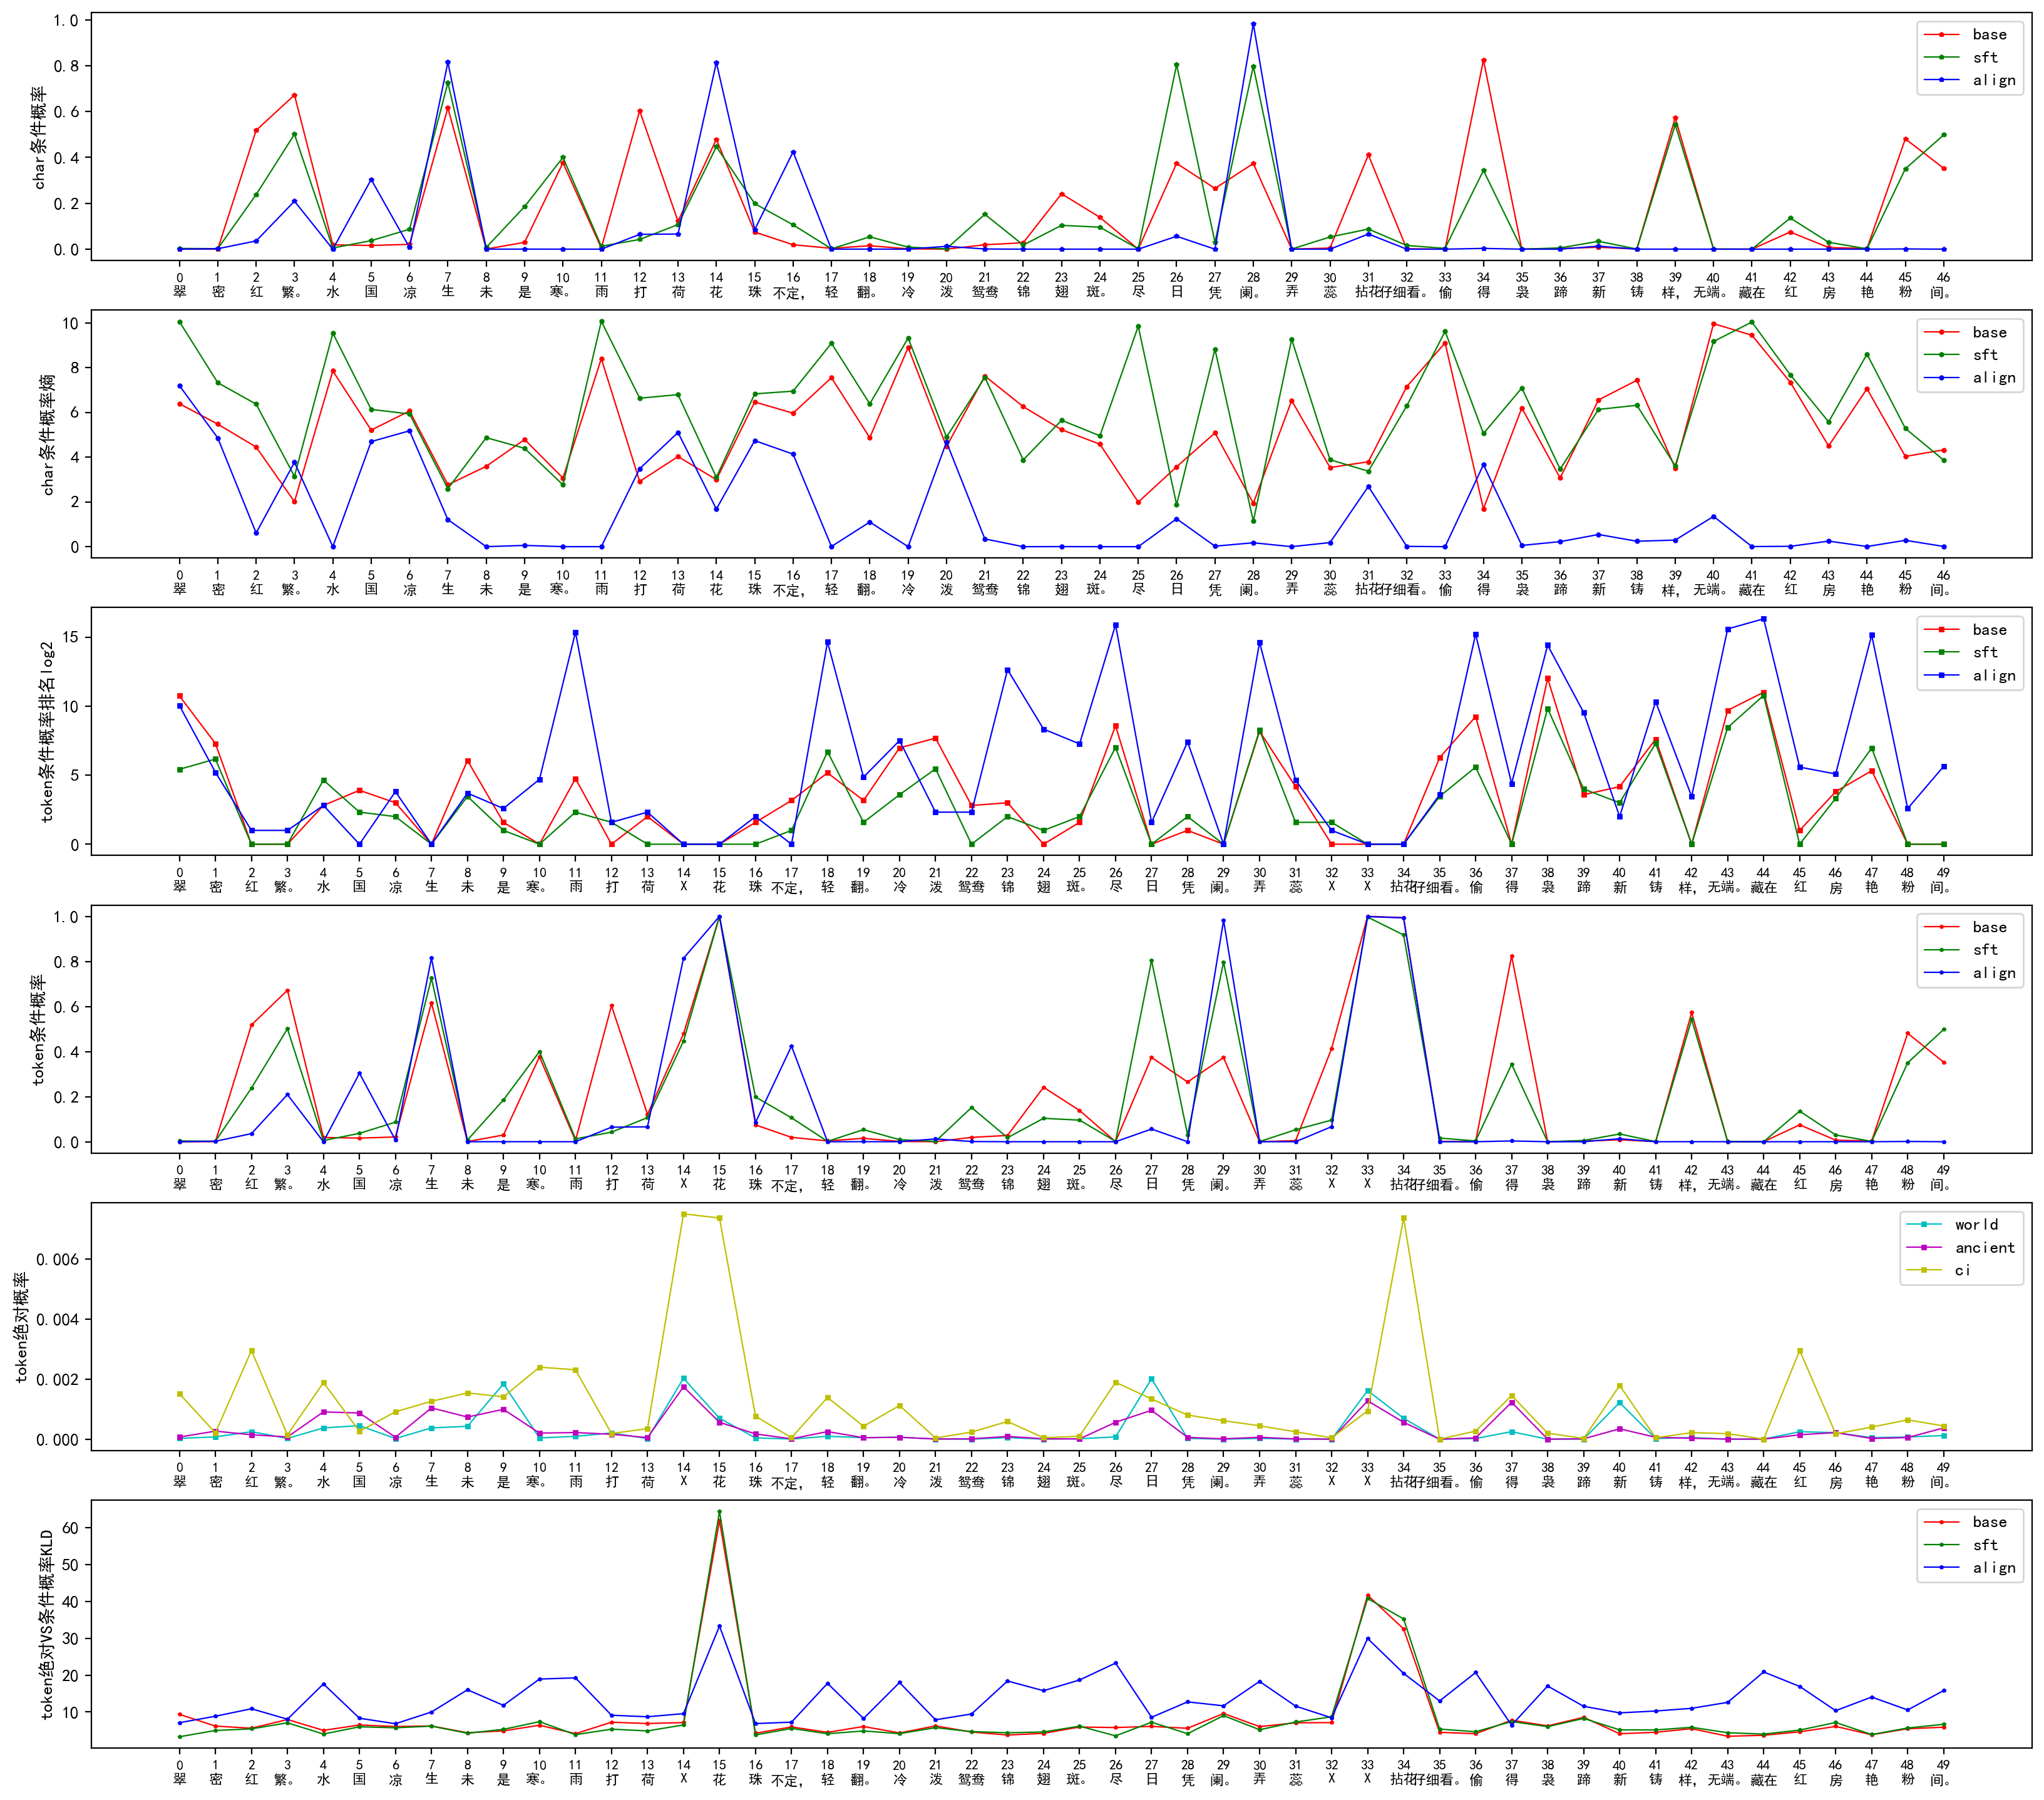 char条件概率
1.0
0.8
0.6
0.4
0.2
0.0
base
sft
align
0 1 2 3 4 5 6 7 8 9 10 11 12 13 14 15 16 17 18 19 20 21 22 23 24 25 26 27 28 29 30 31 32 33 34 35 36 37 38 39 40 41 42 43 44 45 46
翠 密 红 繁。 水 国 凉 生 未 是 寒。 雨 打 荷 花 珠 不定, 轻 翻。 冷 泼 鸳鸯 锦 翅 斑。 尽 日 凭 阑。 弄 蕊 拈花仔细看。 偷 得 袅 蹄 新 铸 样, 无端。 藏在 红 房 艳 粉 间。
char条件概率熵
10
8
6
4
2
0
base
sft
align
0 1 2 3 4 5 6 7 8 9 10 11 12 13 14 15 16 17 18 19 20 21 22 23 24 25 26 27 28 29 30 31 32 33 34 35 36 37 38 39 40 41 42 43 44 45 46
翠 密 红 繁。 水 国 凉 生 未 是 寒。 雨 打 荷 花 珠 不定, 轻 翻。 冷 泼 鸳鸯 锦 翅 斑。 尽 日 凭 阑。 弄 蕊 拈花仔细看。 偷 得 袅 蹄 新 铸 样, 无端。 藏在 红 房 艳 粉 间。
token条件概率排名log2
15
10
5
0
base
sft
align
0 1 2 3 4 5 6 7 8 9 10 11 12 13 14 15 16 17 18 19 20 21 22 23 24 25 26 27 28 29 30 31 32 33 34 35 36 37 38 39 40 41 42 43 44 45 46 47 48 49
翠 密 红 繁。 水 国 凉 生 未 是 寒。 雨 打 荷 X 花 珠 不定, 轻 翻。 冷 泼 鸳鸯 锦 翅 斑。 尽 日 凭 阑。 弄 蕊 X X 拈花仔细看。 偷 得 袅 蹄 新 铸 样, 无端。 藏在 红 房 艳 粉 间。
token条件概率
1.0
0.8
0.6
0.4
0.2
0.0
base
sft
align
0 1 2 3 4 5 6 7 8 9 10 11 12 13 14 15 16 17 18 19 20 21 22 23 24 25 26 27 28 29 30 31 32 33 34 35 36 37 38 39 40 41 42 43 44 45 46 47 48 49
翠 密 红 繁。 水 国 凉 生 未 是 寒。 雨 打 荷 X 花 珠 不定, 轻 翻。 冷 泼 鸳鸯 锦 翅 斑。 尽 日 凭 阑。 弄 蕊 X X 拈花仔细看。 偷 得 袅 蹄 新 铸 样, 无端。 藏在 红 房 艳 粉 间。
token绝对概率
0.006
0.004
0.002
0.000
world
ancient
ci
0 1 2 3 4 5 6 7 8 9 10 11 12 13 14 15 16 17 18 19 20 21 22 23 24 25 26 27 28 29 30 31 32 33 34 35 36 37 38 39 40 41 42 43 44 45 46 47 48 49
翠 密 红 繁。 水 国 凉 生 未 是 寒。 雨 打 荷 X 花 珠 不定, 轻 翻。 冷 泼 鸳鸯 锦 翅 斑。 尽 日 凭 阑。 弄 蕊 X X 拈花仔细看。 偷 得 袅 蹄 新 铸 样, 无端。 藏在 红 房 艳 粉 间。
token绝对VS条件概率KLD
60
50
40
30
20
10
base
sft
align
0 1 2 3 4 5 6 7 8 9 10 11 12 13 14 15 16 17 18 19 20 21 22 23 24 25 26 27 28 29 30 31 32 33 34 35 36 37 38 39 40 41 42 43 44 45 46 47 48 49
翠 密 红 繁。 水 国 凉 生 未 是 寒。 雨 打 荷 X 花 珠 不定, 轻 翻。 冷 泼 鸳鸯 锦 翅 斑。 尽 日 凭 阑。 弄 蕊 X X 拈花仔细看。 偷 得 袅 蹄 新 铸 样, 无端。 藏在 红 房 艳 粉 间。